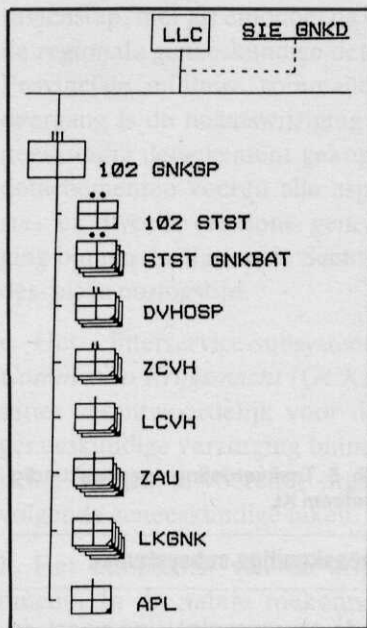 LLC SIE GNKD
102 GNKGP
102 STST
STST GNKBAT
DVHOSP
ZCVH
LCVH
ZAU
LKGNK
APL